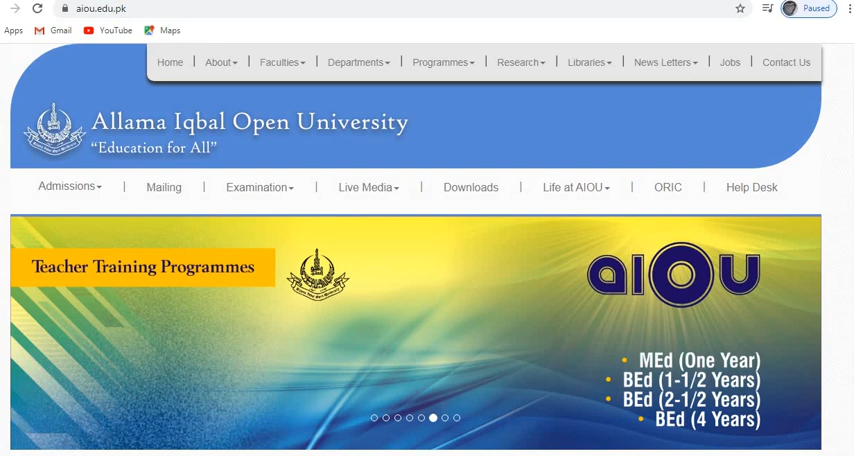 aiou.edu.pk
Paused
Apps Gmail YouTube Maps
Home | About | Faculties | Departments | Programmes | Research | Libraries | News Letters | Jobs | Contact Us
Allama Iqbal Open University
“Education for All”
Admissions | Mailing | Examination | Live Media | Downloads | Life at AIOU | ORIC | Help Desk
Teacher Training Programmes
aiou
• MEd (One Year)
• BEd (1-1/2 Years)
• BEd (2-1/2 Years)
• BEd (4 Years)